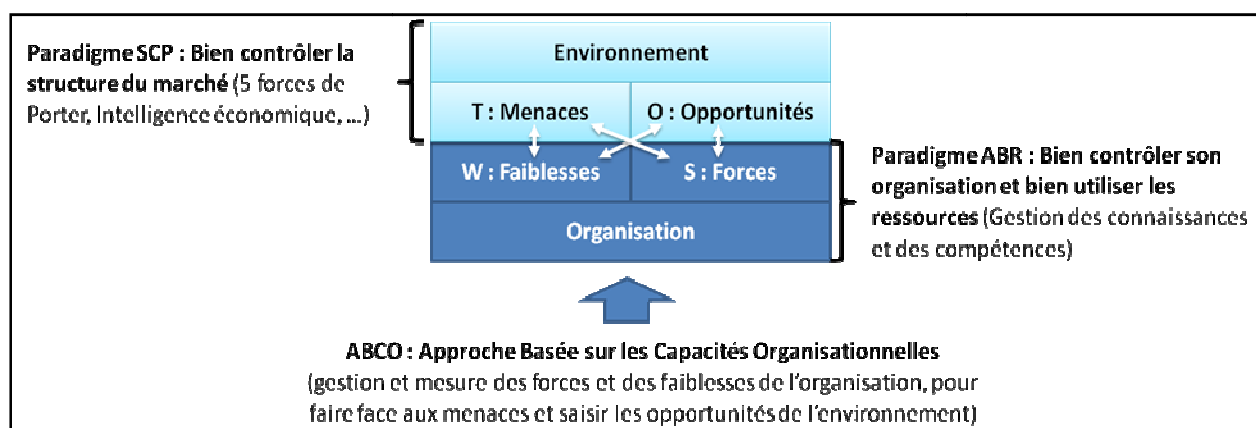 Paradigme SCP : Bien contrôler la
structure du marché (5 forces de
Porter, Intelligence économique, ...)
Environnement
T : Menaces
O : Opportunités
W : Faiblesses
S : Forces
Organisation
Paradigme ABR : Bien contrôler son
organisation et bien utiliser les
ressources (Gestion des connaissances
et des compétences)
ABCO : Approche Basée sur les Capacités Organisationnelles
(gestion et mesure des forces et des faiblesses de l'organisation, pour
faire face aux menaces et saisir les opportunités de l'environnement)